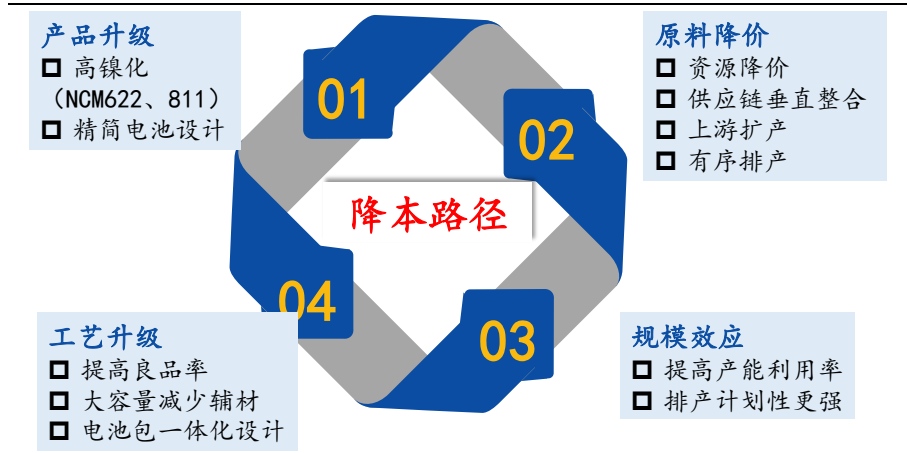 产品升级
高镍化
（NCM622、811）
精简电池设计
01
原料降价
资源降价
供应链垂直整合
上游扩产
有序排产
02
降本路径
04
工艺升级
提高良品率
大容量减少辅材
电池包一体化设计
03
规模效应
提高产能利用率
排产计划性更强